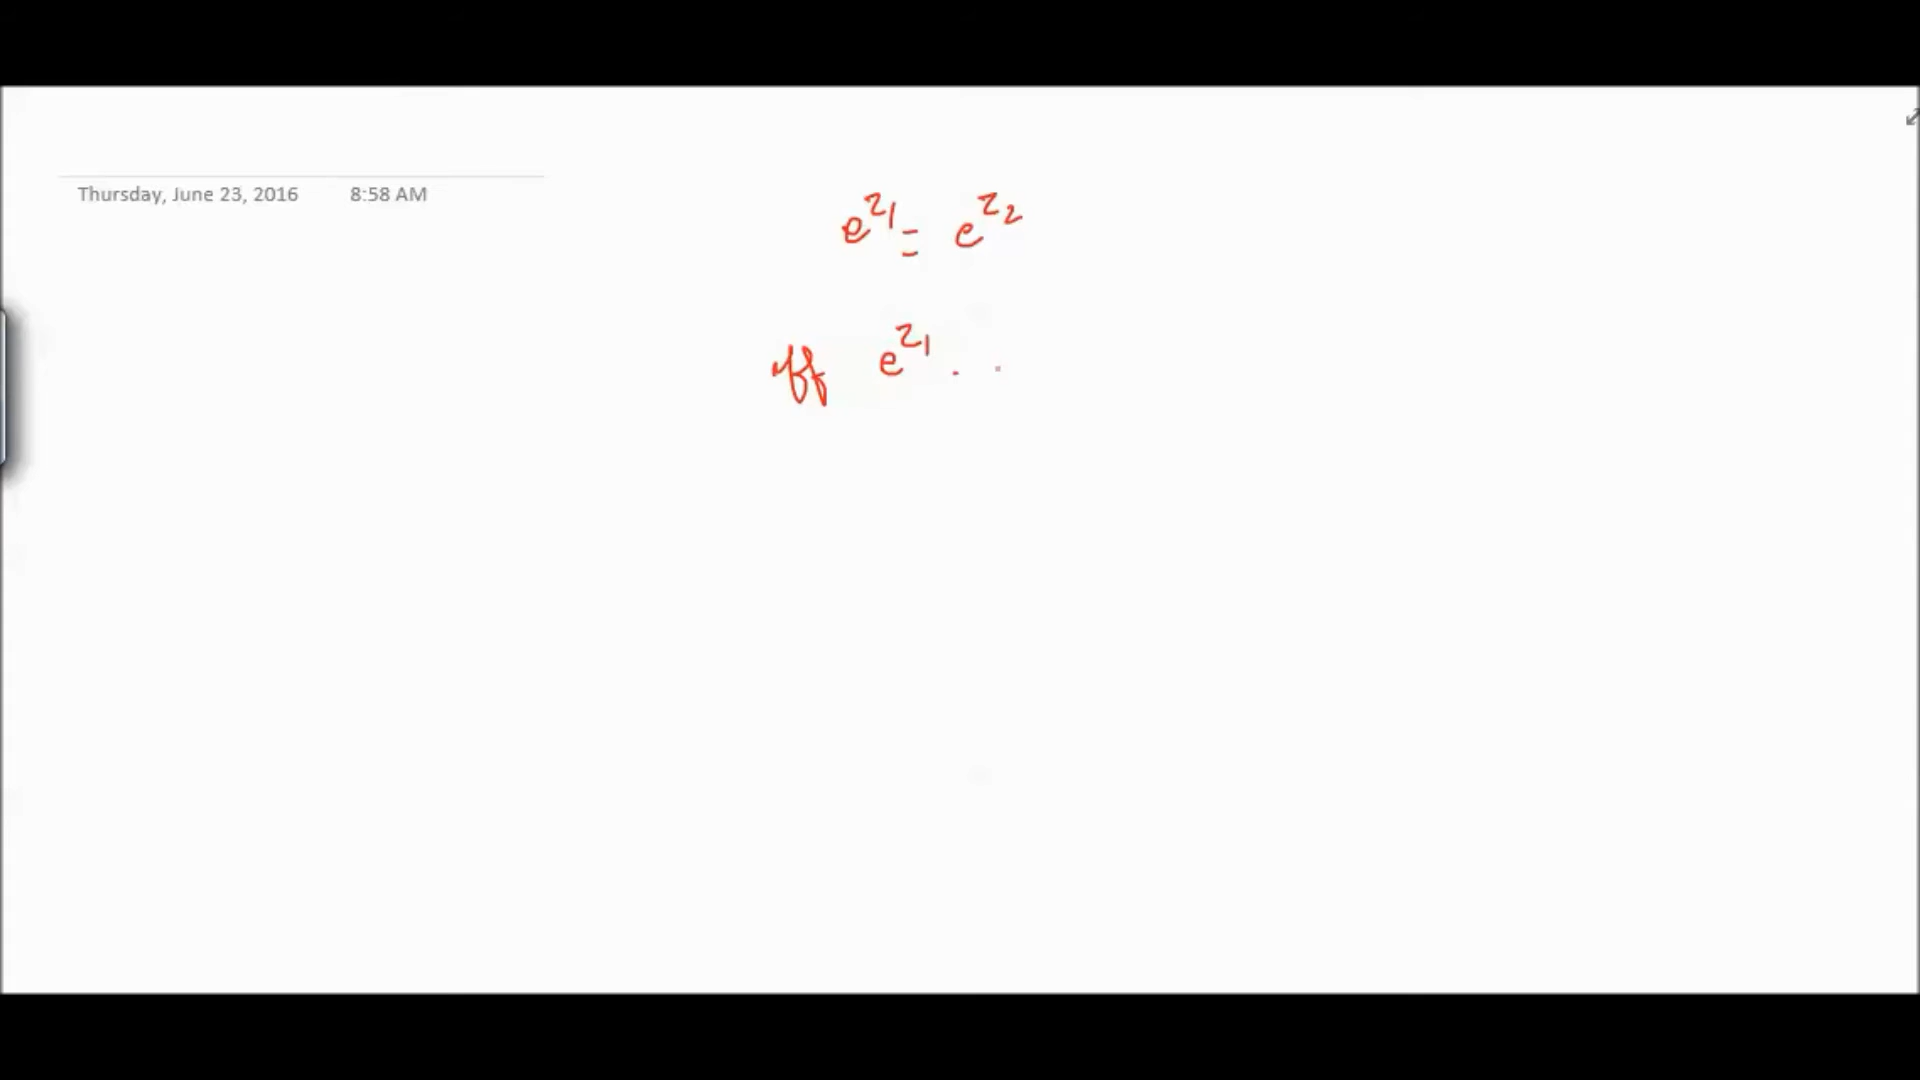 Thursday, June 23, 2016 8:58 AM
e^{z_1} = e^{z_2}
iff e^{z_1} .